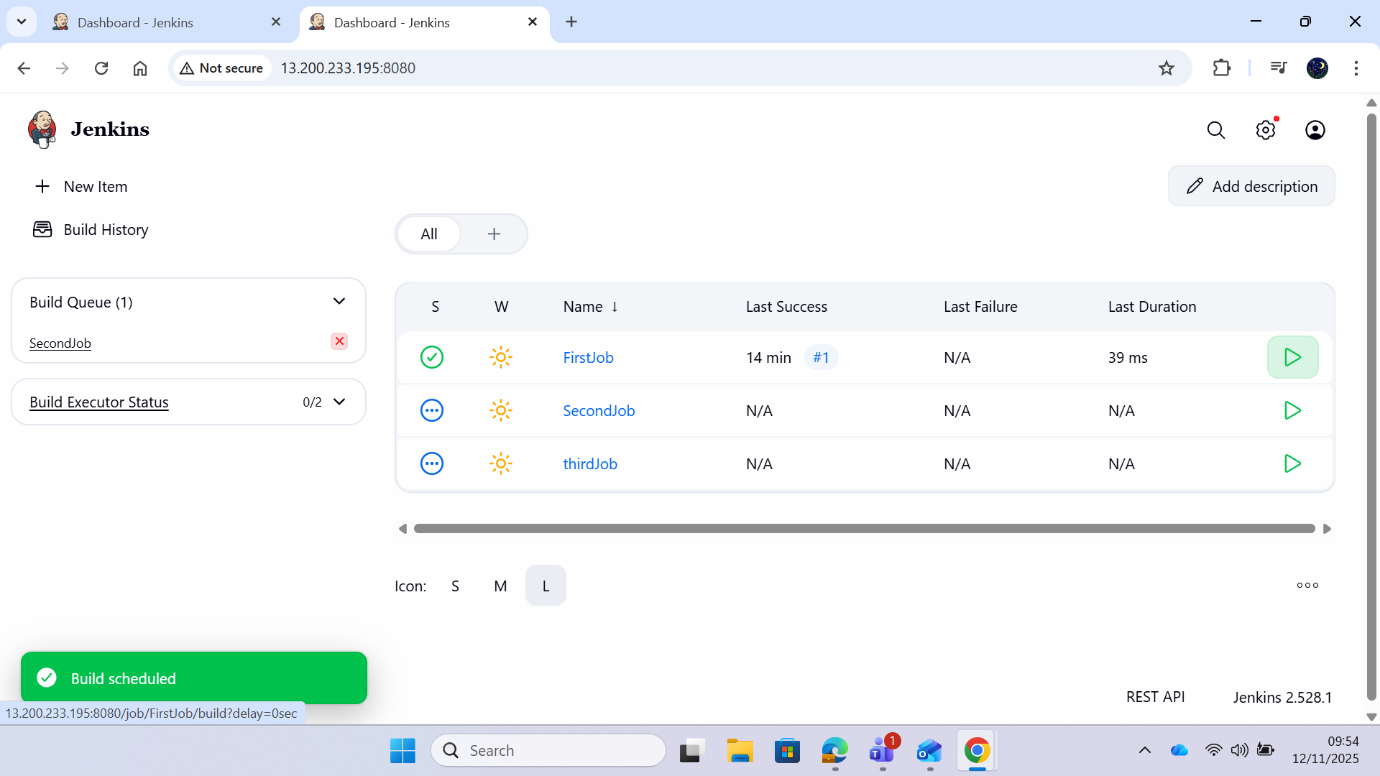 Dashboard - Jenkins
Dashboard - Jenkins
Not secure
13.200.233.195:8080
Jenkins
New Item
Build History
Add description
All
Build Queue (1)
SecondJob
Build Executor Status 0/2
S W Name ↓ Last Success Last Failure Last Duration
FirstJob 14 min #1 N/A 39 ms
SecondJob N/A N/A N/A
thirdJob N/A N/A N/A
Icon: S M L
Build scheduled
13.200.233.195:8080/job/FirstJob/build?delay=0sec
REST API Jenkins 2.528.1
Search
1
09:54
12/11/2025